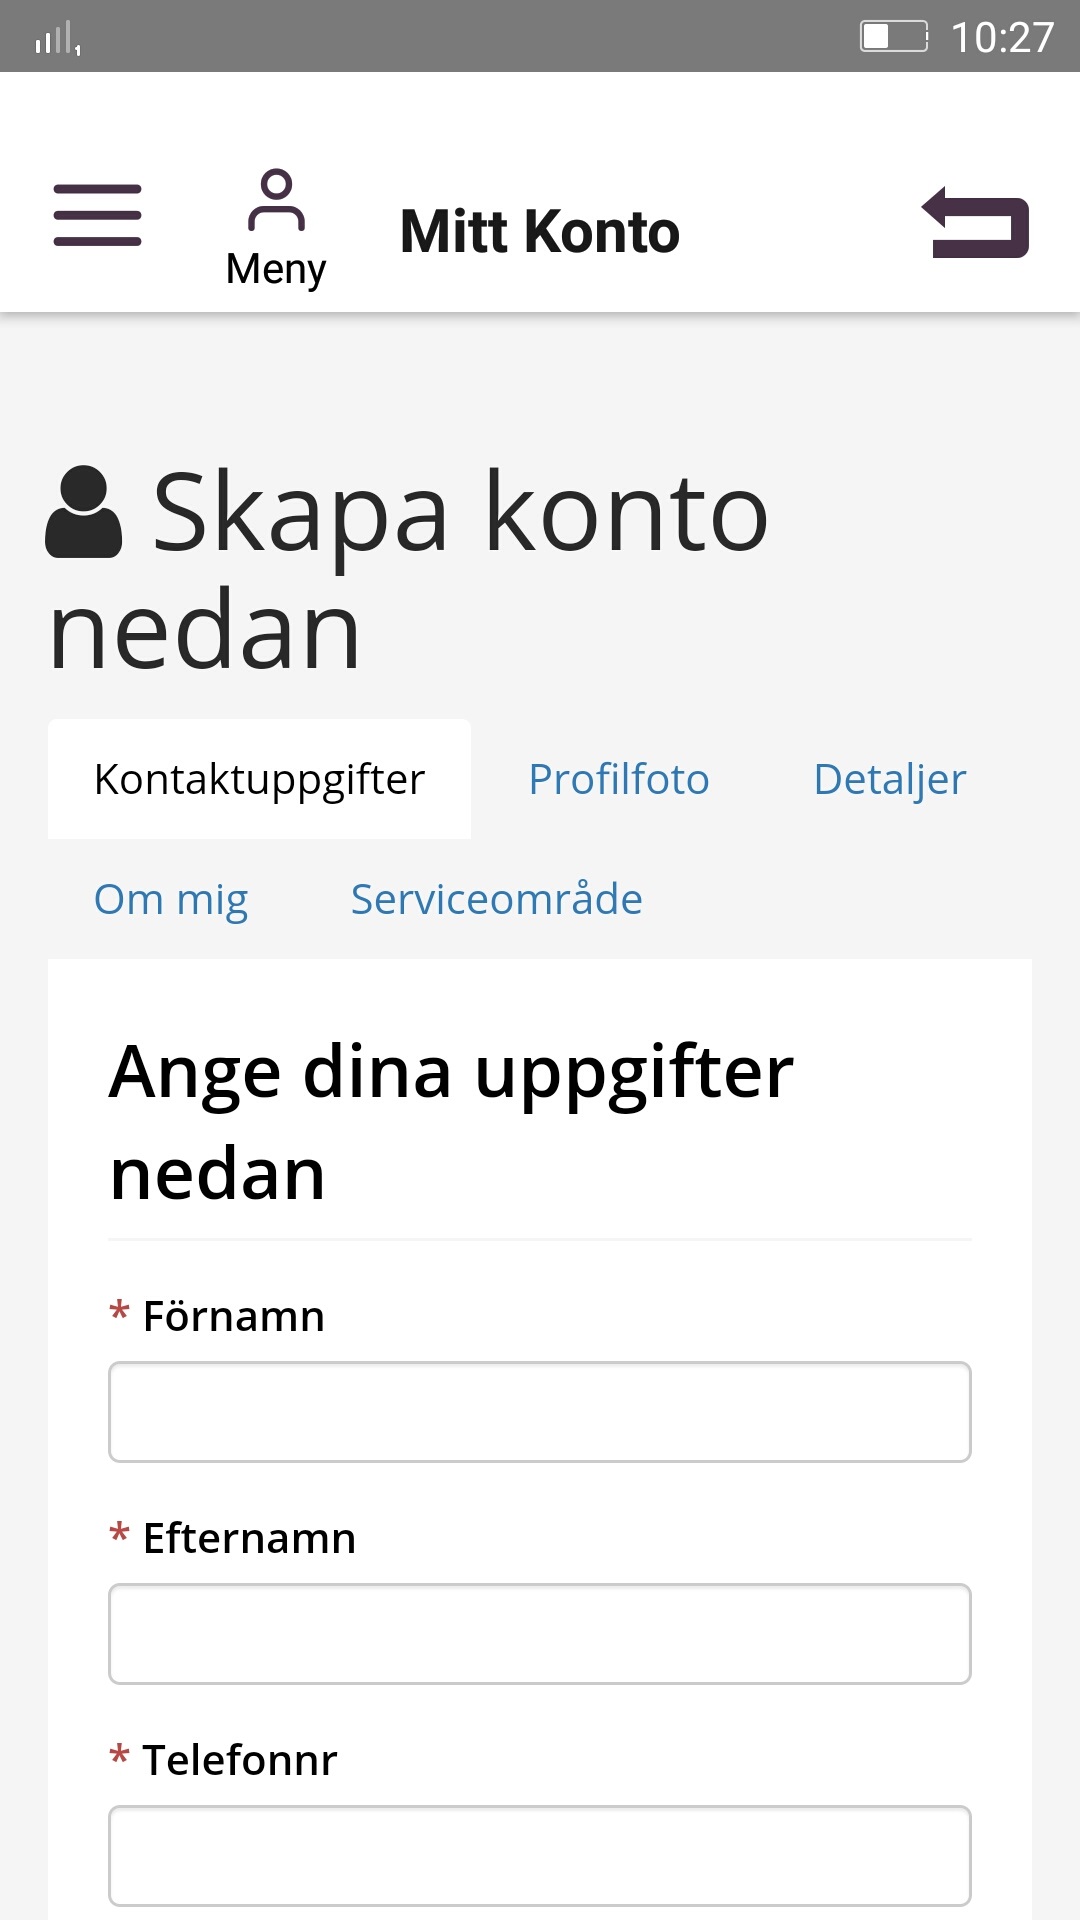 10:27
Meny
Mitt Konto
Skapa konto
nedan
Kontaktuppgifter Profilfoto Detaljer
Om mig Serviceområde
Ange dina uppgifter
nedan
* Förnamn
* Efternamn
* Telefonnr